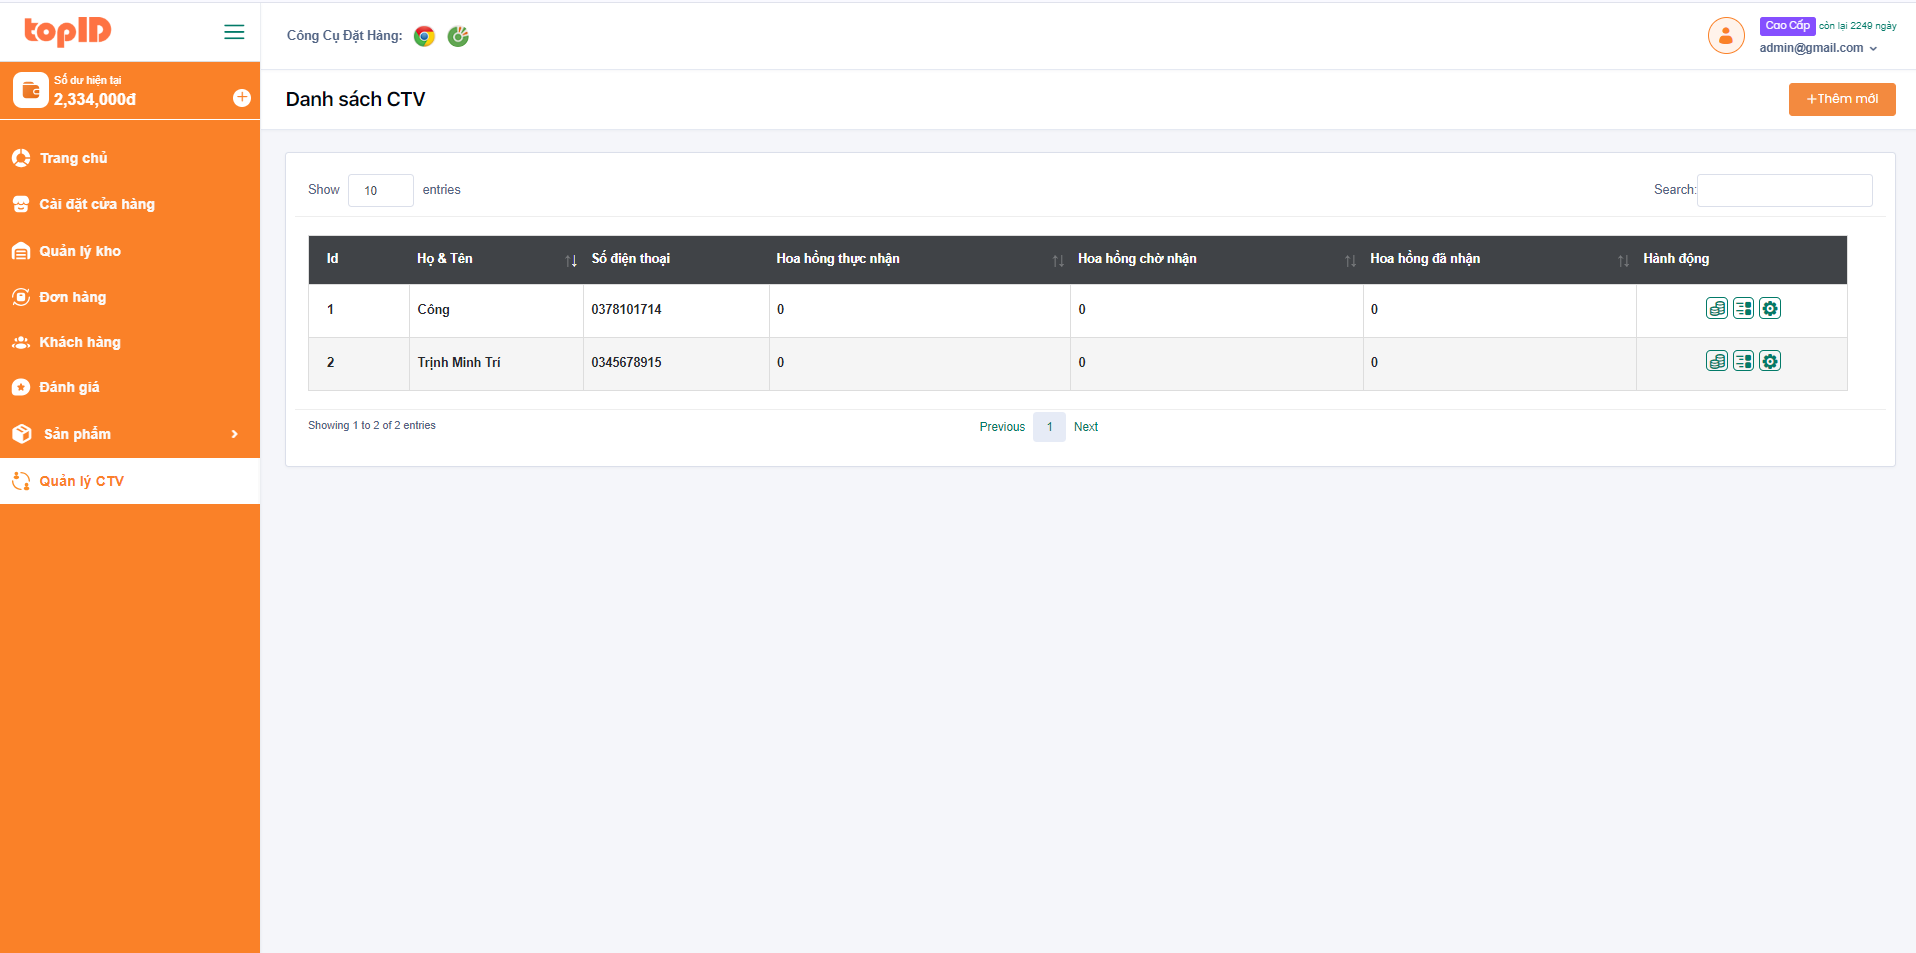 topID
Công Cụ Đặt Hàng:
Cao Cấp còn lại 2249 ngày
admin@gmail.com
Số dư hiện tại
2,334,000đ
Danh sách CTV
+Thêm mới
Trang chủ
Cài đặt cửa hàng
Quản lý kho
Đơn hàng
Khách hàng
Đánh giá
Sản phẩm
Quản lý CTV
Show 10 entries
Search:
Id Họ & Tên Số điện thoại Hoa hồng thực nhận Hoa hồng chờ nhận Hoa hồng đã nhận Hành động
1 Công 0378101714 0 0 0
2 Trịnh Minh Trí 0345678915 0 0 0
Showing 1 to 2 of 2 entries
Previous 1 Next